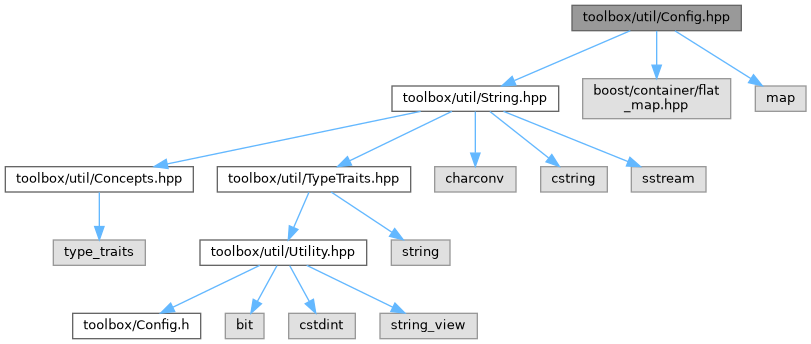 toolbox/util/Config.hpp
toolbox/util/String.hpp
boost/container/flat
_map.hpp
map
toolbox/util/Concepts.hpp
toolbox/util/TypeTraits.hpp
charconv
cstring
sstream
type_traits
toolbox/util/Utility.hpp
string
toolbox/Config.h
bit
cstdint
string_view